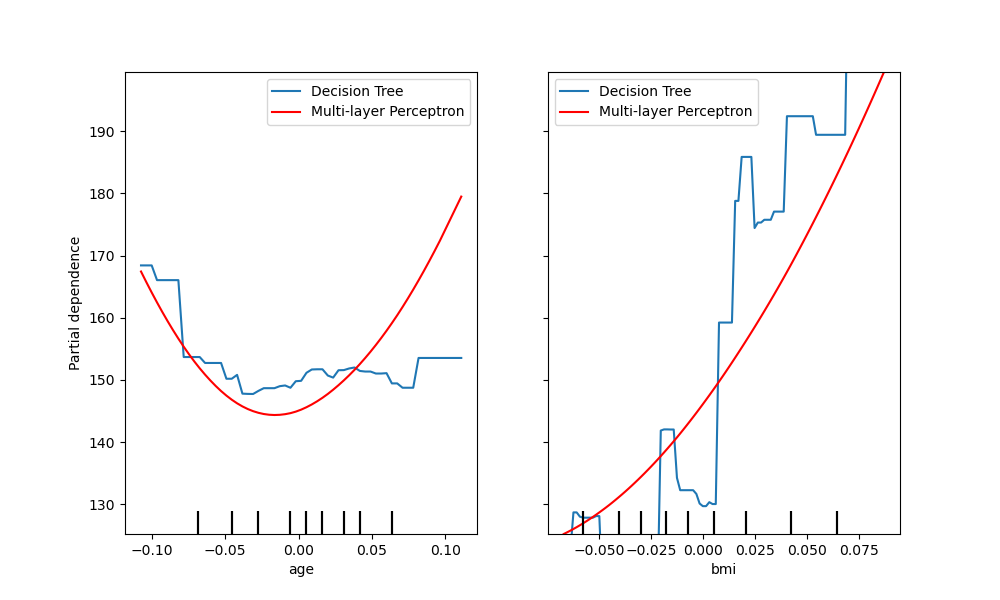 Decision Tree
Multi-layer Perceptron
Decision Tree
Multi-layer Perceptron
Partial dependence
190
180
170
160
150
140
130
−0.10 −0.05 0.00 0.05 0.10
age
−0.050 −0.025 0.000 0.025 0.050 0.075
bmi